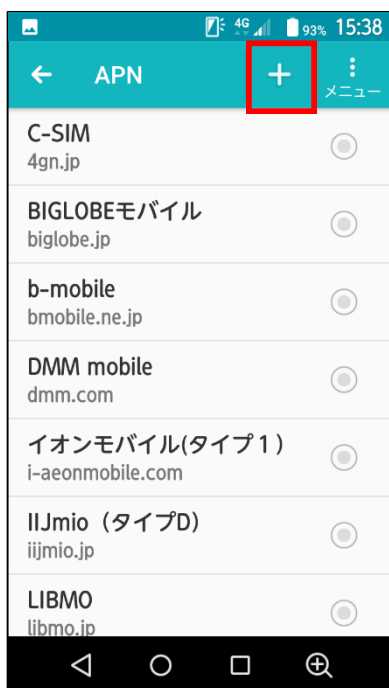 4G 93% 15:38
← APN + メニュー
C-SIM
4gn.jp
BIGLOBEモバイル
biglobe.jp
b-mobile
bmobile.ne.jp
DMM mobile
dmm.com
イオンモバイル(タイプ1)
i-aeonmobile.com
IIJmio（タイプD）
iijmio.jp
LIBMO
libmo.jp